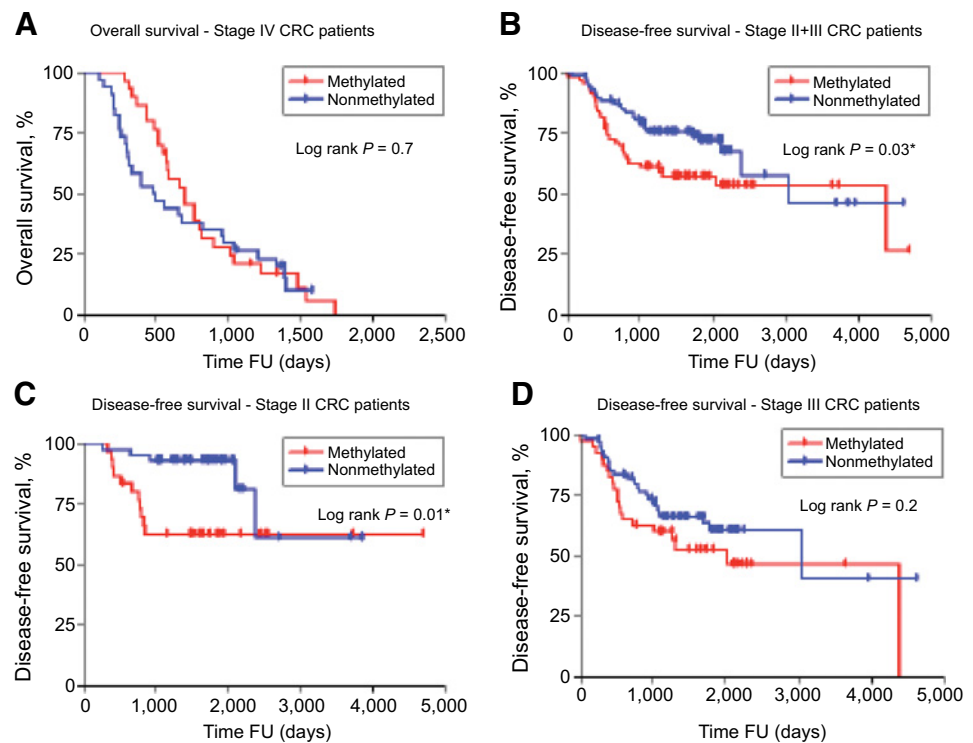 A
Overall survival - Stage IV CRC patients
100
75
50
25
0
Overall survival, %
Methylated
Nonmethylated
Log rank P = 0.7
0 500 1,000 1,500 2,000 2,500
Time FU (days)
B
Disease-free survival - Stage II+III CRC patients
100
75
50
25
0
Disease-free survival, %
Methylated
Nonmethylated
Log rank P = 0.03*
0 1,000 2,000 3,000 4,000 5,000
Time FU (days)
C
Disease-free survival - Stage II CRC patients
100
75
50
25
0
Disease-free survival, %
Methylated
Nonmethylated
Log rank P = 0.01*
0 1,000 2,000 3,000 4,000 5,000
Time FU (days)
D
Disease-free survival - Stage III CRC patients
100
75
50
25
0
Disease-free survival, %
Methylated
Nonmethylated
Log rank P = 0.2
0 1,000 2,000 3,000 4,000 5,000
Time FU (days)